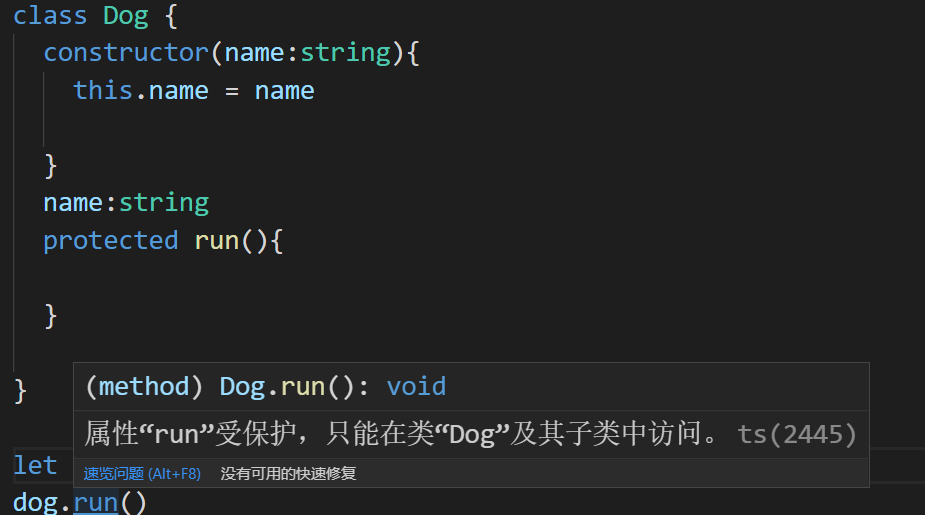 class Dog {
constructor(name:string){
this.name = name
}
name:string
protected run(){
}
}
(method) Dog.run(): void
属性“run”受保护，只能在类“Dog”及其子类中访问。 ts(2445)
速览问题 (Alt+F8) 没有可用的快速修复
let
dog.run()